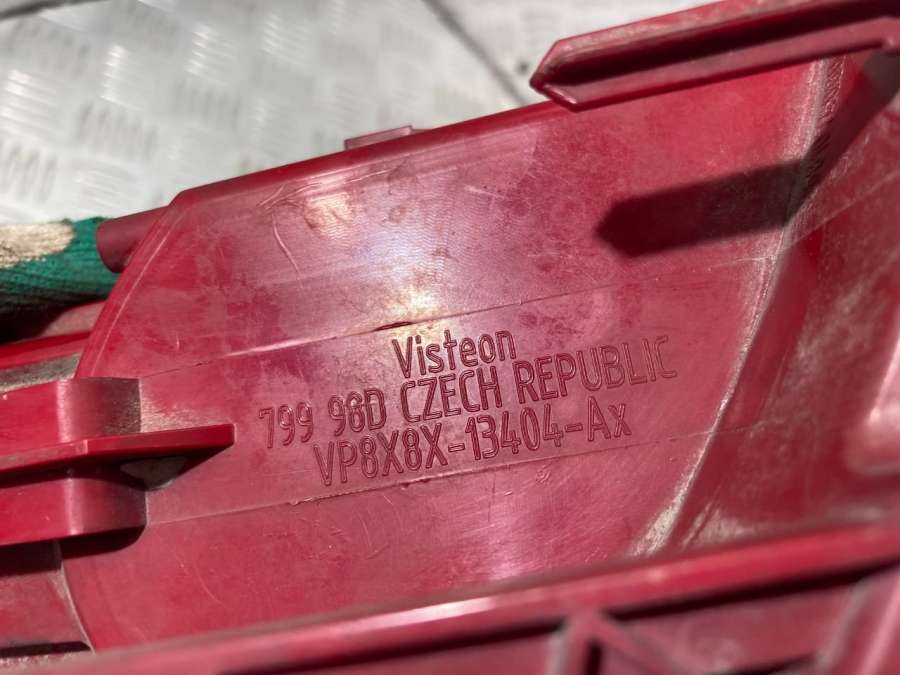 Visteon
799 98D CZECH REPUBLIC
VP8X8X-13404-Ax